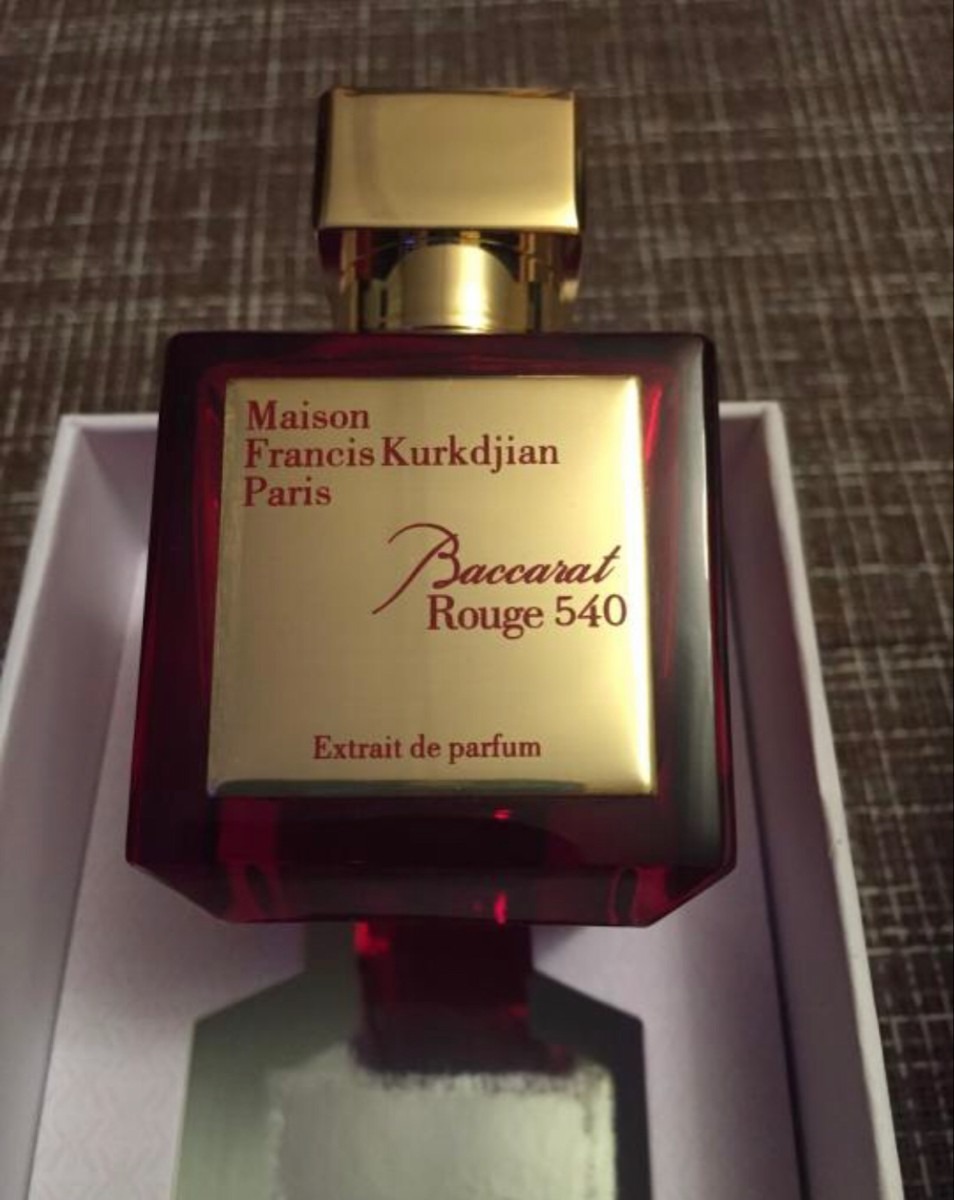 Maison
Francis Kurkdjian
Paris
Baccarat
Rouge 540
Extrait de parfum